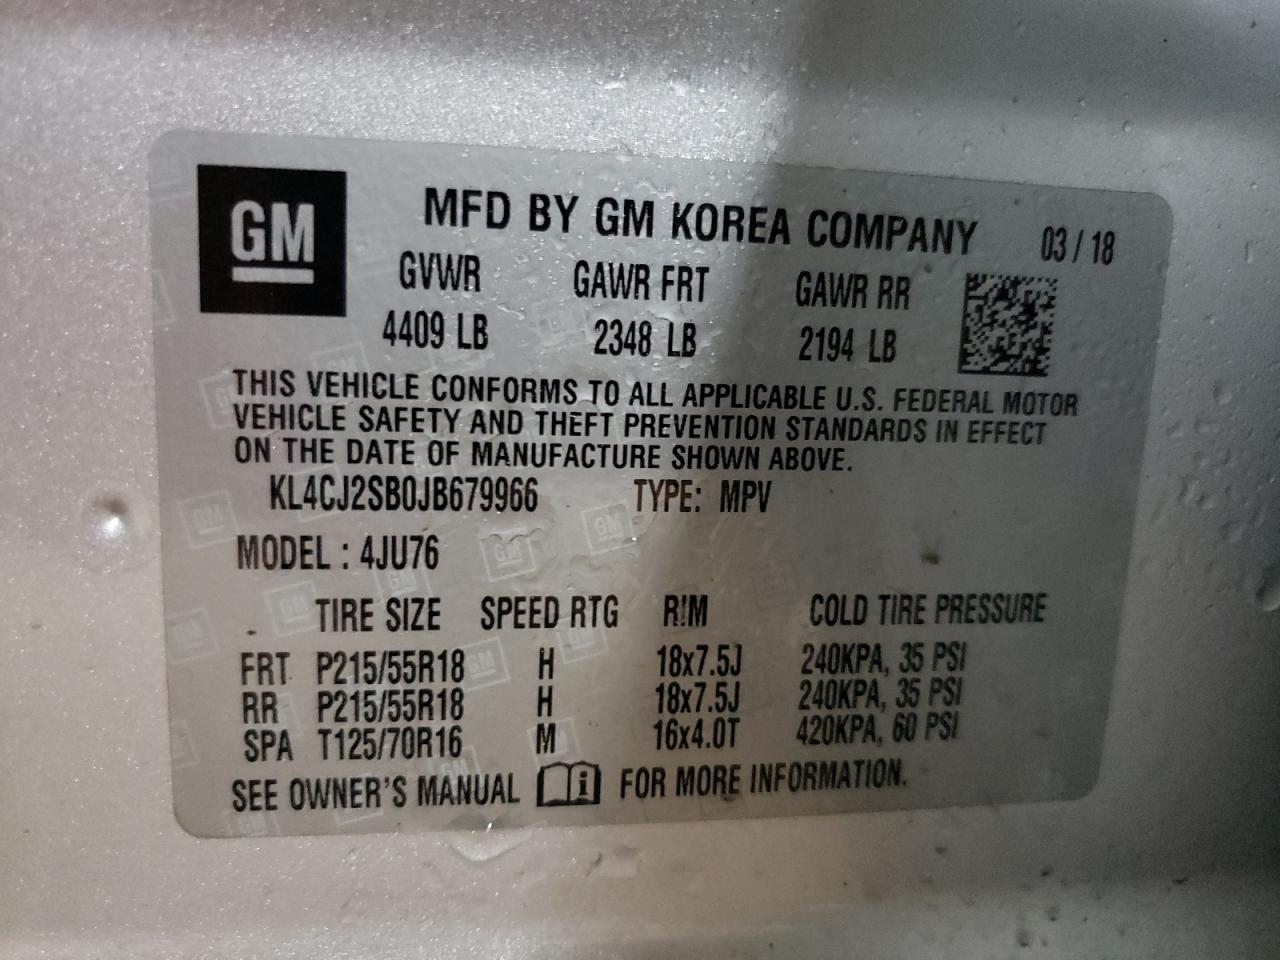 GM
MFD BY GM KOREA COMPANY 03 / 18
GVWR GAWR FRT GAWR RR
4409 LB 2348 LB 2194 LB
THIS VEHICLE CONFORMS TO ALL APPLICABLE U.S. FEDERAL MOTOR
VEHICLE SAFETY AND THEFT PREVENTION STANDARDS IN EFFECT
ON THE DATE OF MANUFACTURE SHOWN ABOVE.
KL4CJ2SB0JB679966 TYPE: MPV
MODEL : 4JU76
TIRE SIZE SPEED RTG RIM COLD TIRE PRESSURE
FRT P215/55R18 H 18x7.5J 240KPA, 35 PSI
RR P215/55R18 H 18x7.5J 240KPA, 35 PSI
SPA T125/70R16 M 16x4.0T 420KPA, 60 PSI
SEE OWNER'S MANUAL i FOR MORE INFORMATION.